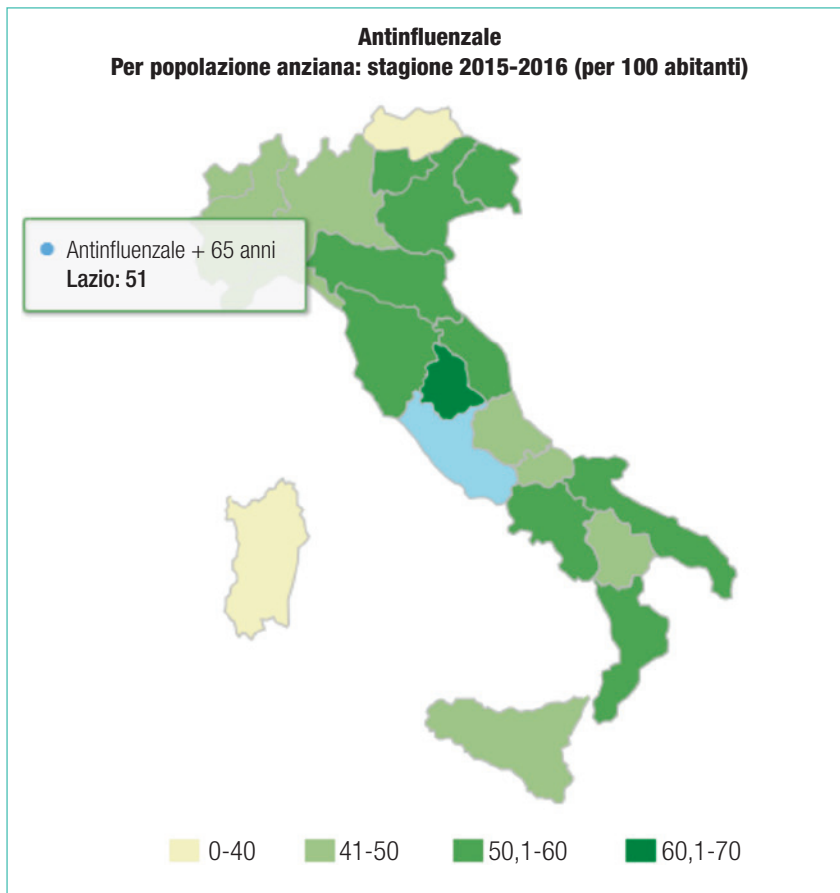 Antinfluenzale
Per popolazione anziana: stagione 2015-2016 (per 100 abitanti)
Antinfluenzale + 65 anni
Lazio: 51
0-40
41-50
50,1-60
60,1-70